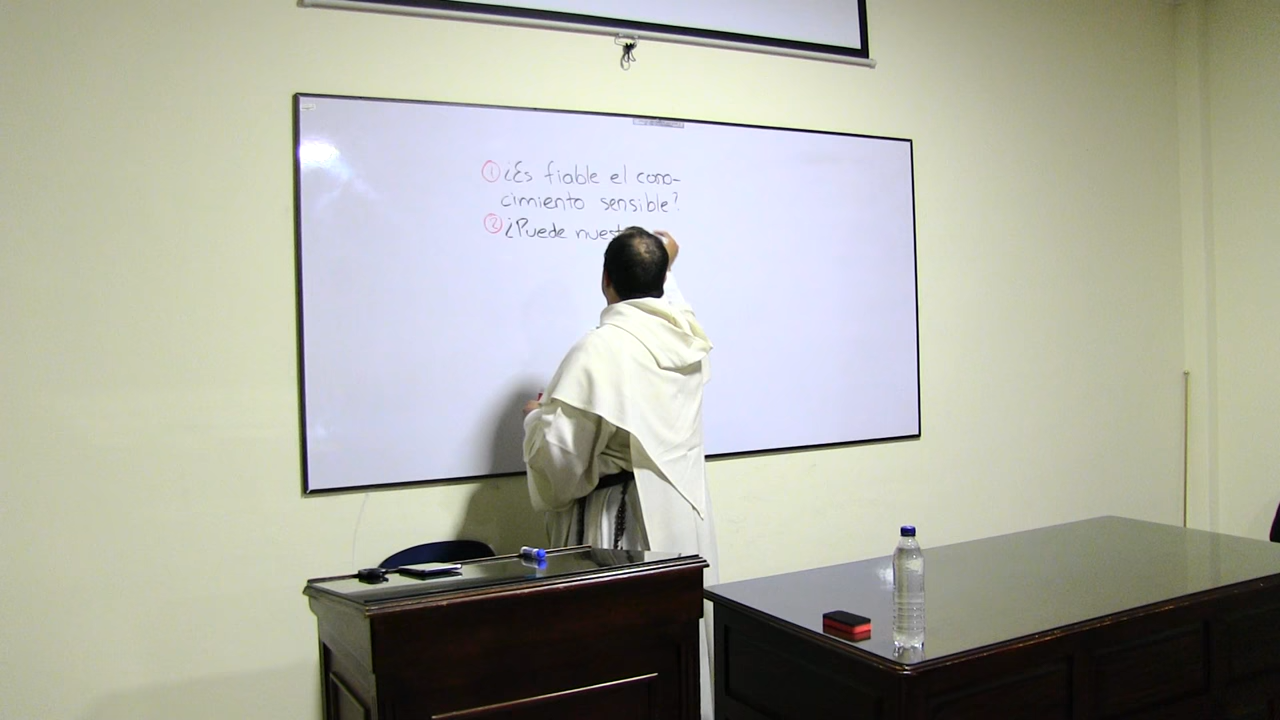 ① ¿Es fiable el cono-
cimiento sensible?
② ¿Puede nuest